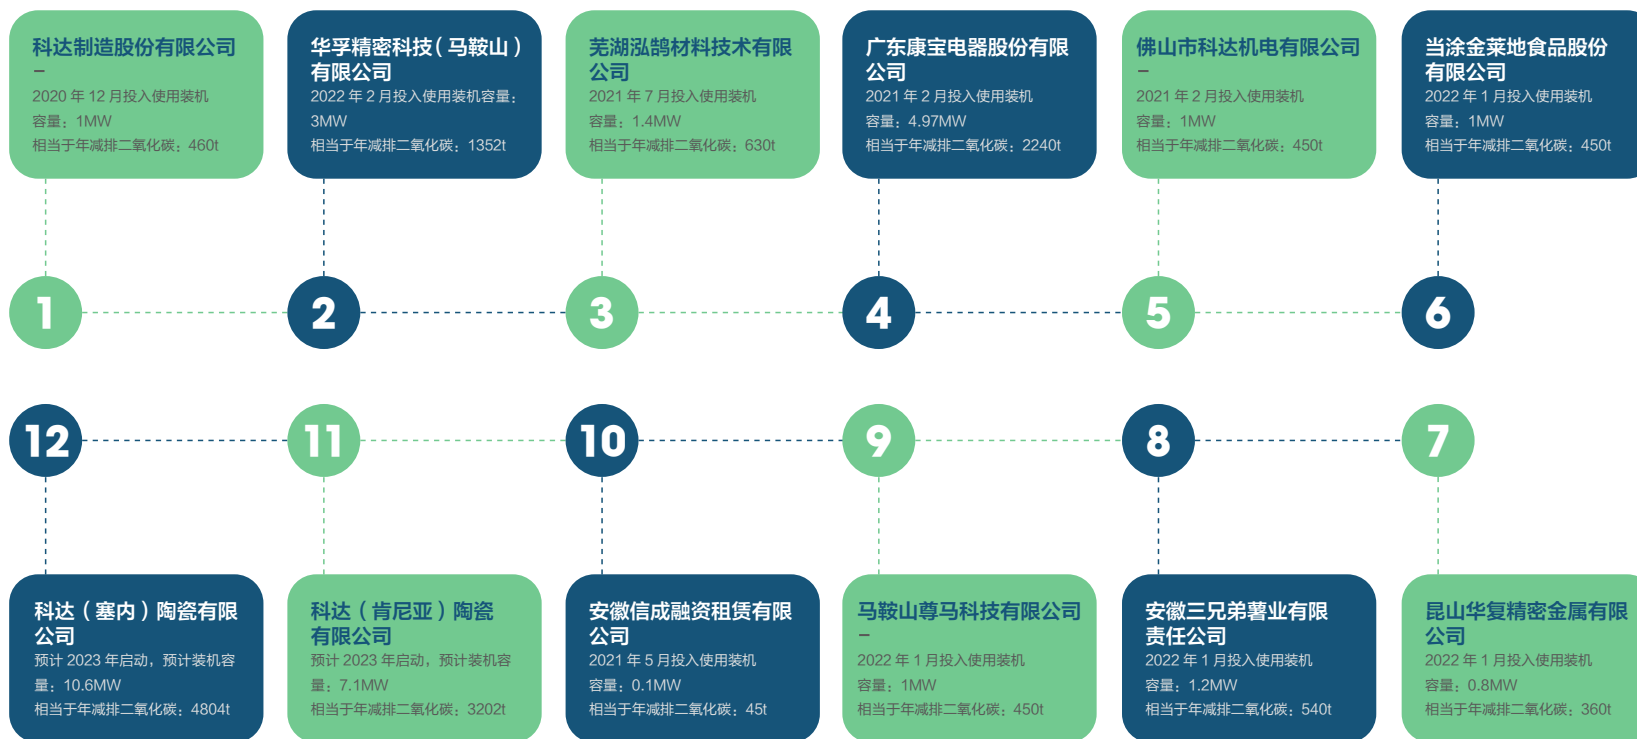 科达制造股份有限公司
–
2020 年 12 月投入使用装机
容量：1MW
相当于年减排二氧化碳：460t
华孚精密科技（马鞍山）
有限公司
2022 年 2 月投入使用装机容量：
3MW
相当于年减排二氧化碳：1352t
芜湖泓鹄材料技术有限
公司
2021 年 7 月投入使用装机
容量：1.4MW
相当于年减排二氧化碳：630t
广东康宝电器股份有限
公司
2021 年 2 月投入使用装机
容量：4.97MW
相当于年减排二氧化碳：2240t
佛山市科达机电有限公司
–
2021 年 2 月投入使用装机
容量：1MW
相当于年减排二氧化碳：450t
当涂金莱地食品股份
有限公司
2022 年 1 月投入使用装机
容量：1MW
相当于年减排二氧化碳：450t
1
2
3
4
5
6
12
11
10
9
8
7
科达（塞内）陶瓷有限
公司
预计 2023 年启动，预计装机容
量：10.6MW
相当于年减排二氧化碳：4804t
科达（肯尼亚）陶瓷
有限公司
预计 2023 年启动，预计装机容
量：7.1MW
相当于年减排二氧化碳：3202t
安徽信成融资租赁有限
公司
2021 年 5 月投入使用装机
容量：0.1MW
相当于年减排二氧化碳：45t
马鞍山尊马科技有限公司
–
2022 年 1 月投入使用装机
容量：1MW
相当于年减排二氧化碳：450t
安徽三兄弟薯业有限
责任公司
2022 年 1 月投入使用装机
容量：1.2MW
相当于年减排二氧化碳：540t
昆山华复精密金属有限
公司
2022 年 1 月投入使用装机
容量：0.8MW
相当于年减排二氧化碳：360t